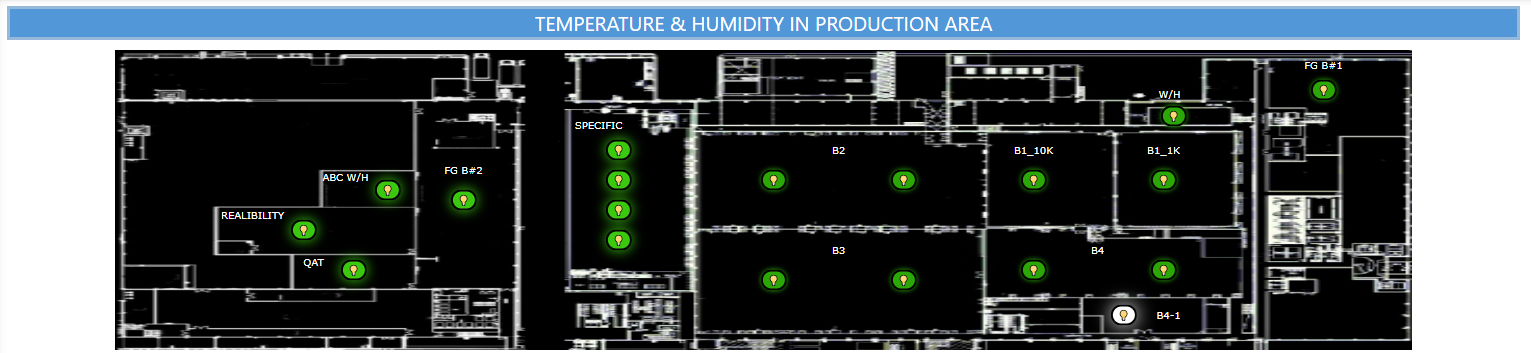 TEMPERATURE & HUMIDITY IN PRODUCTION AREA
FG B#1
W/H
SPECIFIC
B2
B1_10K
B1_1K
FG B#2
ABC W/H
REALIBILITY
QAT
B3
B4
B4-1